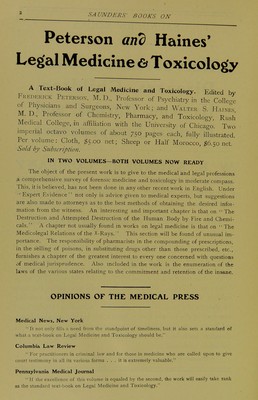 2 SAUNDERS' BOOKS ON
Peterson and Haines'
Legal Medicine & Toxicology
A Text-Book of Legal Medicine and Toxicology. Edited by
FREDERICK PETERSON, M. D., Professor of Psychiatry in the College
of Physicians and Surgeons, New York; and WALTER S. HAINES,
M. D., Professor of Chemistry, Pharmacy, and Toxicology, Rush
Medical College, in affiliation with the University of Chicago. Two
imperial octavo volumes of about 750 pages each, fully illustrated.
Per volume: Cloth, $5.00 net; Sheep or Half Morocco, $6.50 net.
Sold by Subscription.
IN TWO VOLUMES—BOTH VOLUMES NOW READY
The object of the present work is to give to the medical and legal professions
a comprehensive survey of forensic medicine and toxicology in moderate compass.
This, it is believed, has not been done in any other recent work in English. Under
"Expert Evidence" not only is advice given to medical experts, but suggestions
are also made to attorneys as to the best methods of obtaining the desired infor-
mation from the witness. An interesting and important chapter is that on "The
Destruction and Attempted Destruction of the Human Body by Fire and Chemi-
cals." A chapter not usually found in works on legal medicine is that on "The
Medicolegal Relations of the X-Rays." This section will be found of unusual im-
portance. The responsibility of pharmacists in the compounding of prescriptions,
in the selling of poisons, in substituting drugs other than those prescribed, etc.,
furnishes a chapter of the greatest interest to every one concerned with questions
of medical jurisprudence. Also included in the work is the enumeration of the
laws of the various states relating to the commitment and retention of the insane.
OPINIONS OF THE MEDICAL PRESS
Medical News, New York
"It not only fills a need from the standpoint of timeliness, but it also sets a standard of
what a text-book on Legal Medicine and Toxicology should be."
Columbia Law Review
"For practitioners in criminal law and for those in medicine who are called upon to give
court testimony in all its various forms . . . it is extremely valuable."
Pennsylvania Medical Journal
"If the excellence of this volume is equaled by the second, the work will easily take rank
as the standard text-book on Legal Medicine and Toxicology."